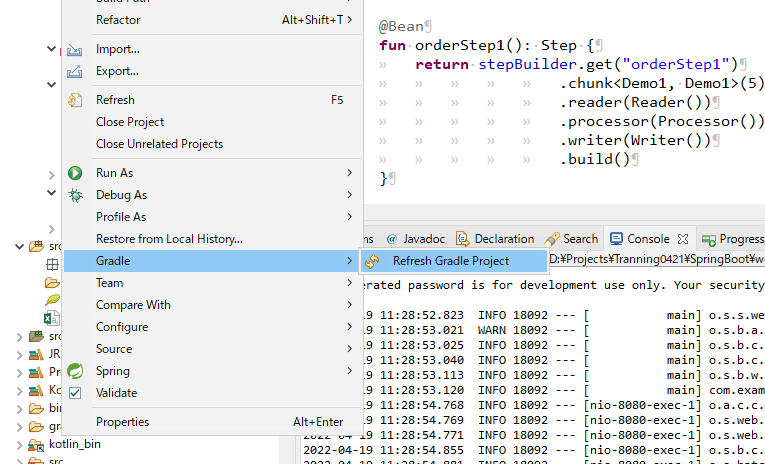 Refactor Alt+Shift+T
Import...
Export...
Refresh F5
Close Project
Close Unrelated Projects
Run As
Debug As
Profile As
Restore from Local History...
Gradle
Refresh Gradle Project
Team
Compare With
Configure
Source
Spring
Validate
Properties Alt+Enter
@Bean
fun orderStep1(): Step {
return stepBuilder.get("orderStep1")
.chunk<Demo1, Demo1>(5)
.reader(Reader())
.processor(Processor())
.writer(Writer())
.build()
}
Javadoc Declaration Search Console Progress
D:¥Projects¥Tranning0421¥SpringBoot¥w
erated password is for development use only. Your security
19 11:28:52.823 INFO 18092 --- [ main] o.s.s.we
19 11:28:53.021 WARN 18092 --- [ main] o.s.b.a.
19 11:28:53.025 INFO 18092 --- [ main] o.s.b.c.
19 11:28:53.040 INFO 18092 --- [ main] o.s.b.c.
19 11:28:53.113 INFO 18092 --- [ main] o.s.b.w.
19 11:28:53.120 INFO 18092 --- [ main] com.exam
19 11:28:54.768 INFO 18092 --- [nio-8080-exec-1] o.a.c.c.
19 11:28:54.769 INFO 18092 --- [nio-8080-exec-1] o.s.web.
2022-04-19 11:28:54.771 INFO 18092 --- [nio-8080-exec-1] o.s.web.
2022-04-19 11:28:54.855 INFO 18092 --- [nio-8080-exec-1] o.s.b.c.
src
src
JR
Pr
Ko
bin
gra
kotlin_bin
src